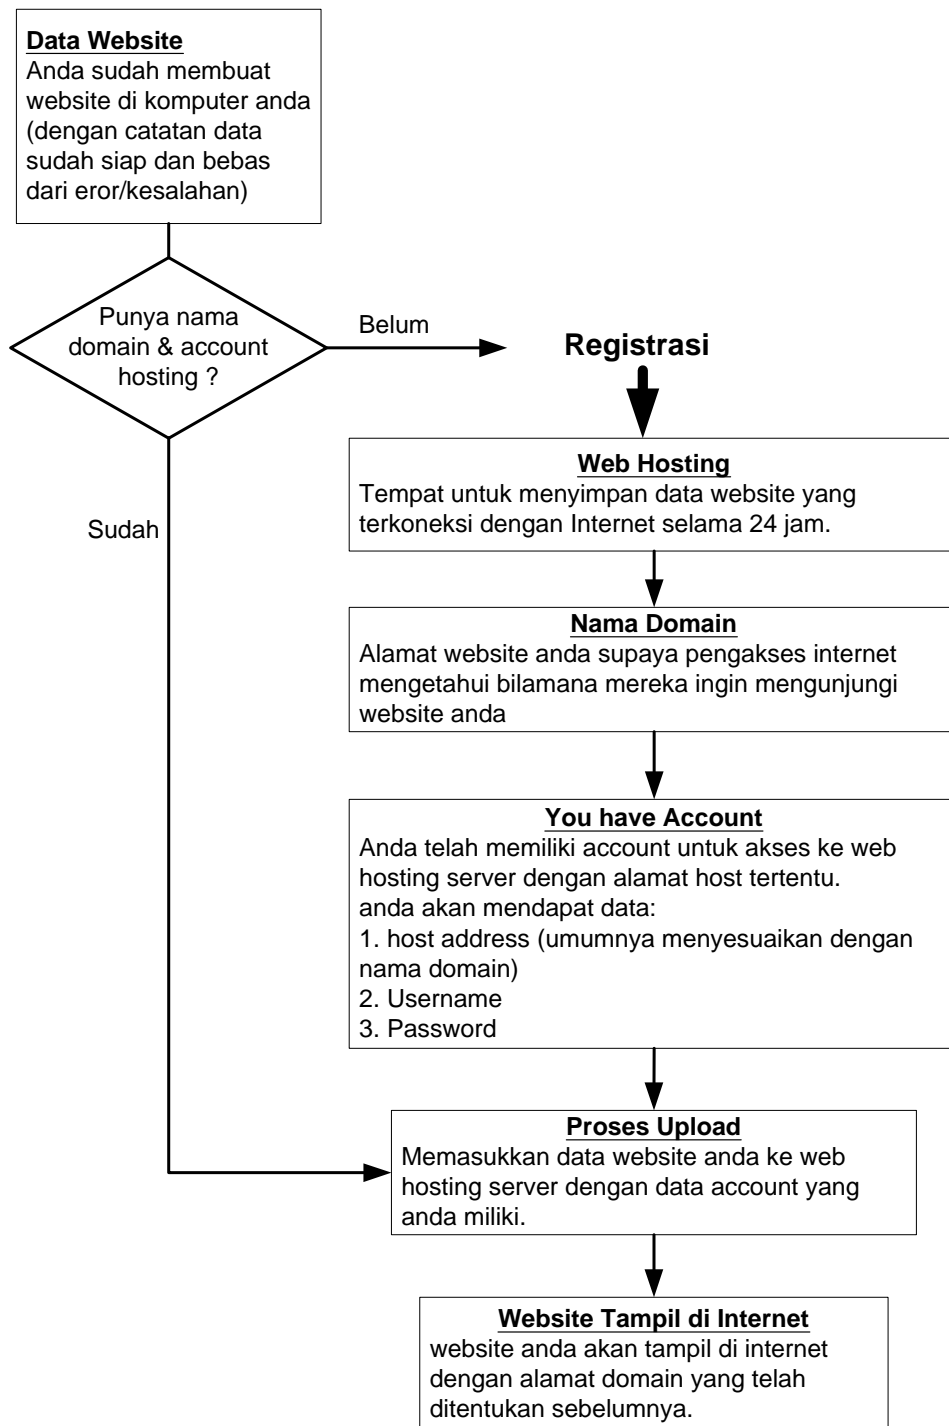 Data Website
Anda sudah membuat
website di komputer anda
(dengan catatan data
sudah siap dan bebas
dari eror/kesalahan)
Punya nama
domain & account
hosting ?
Belum
Registrasi
Web Hosting
Tempat untuk menyimpan data website yang
terkoneksi dengan Internet selama 24 jam.
Sudah
Nama Domain
Alamat website anda supaya pengakses internet
mengetahui bilamana mereka ingin mengunjungi
website anda
You have Account
Anda telah memiliki account untuk akses ke web
hosting server dengan alamat host tertentu.
anda akan mendapat data:
1. host address (umumnya menyesuaikan dengan
nama domain)
2. Username
3. Password
Proses Upload
Memasukkan data website anda ke web
hosting server dengan data account yang
anda miliki.
Website Tampil di Internet
website anda akan tampil di internet
dengan alamat domain yang telah
ditentukan sebelumnya.